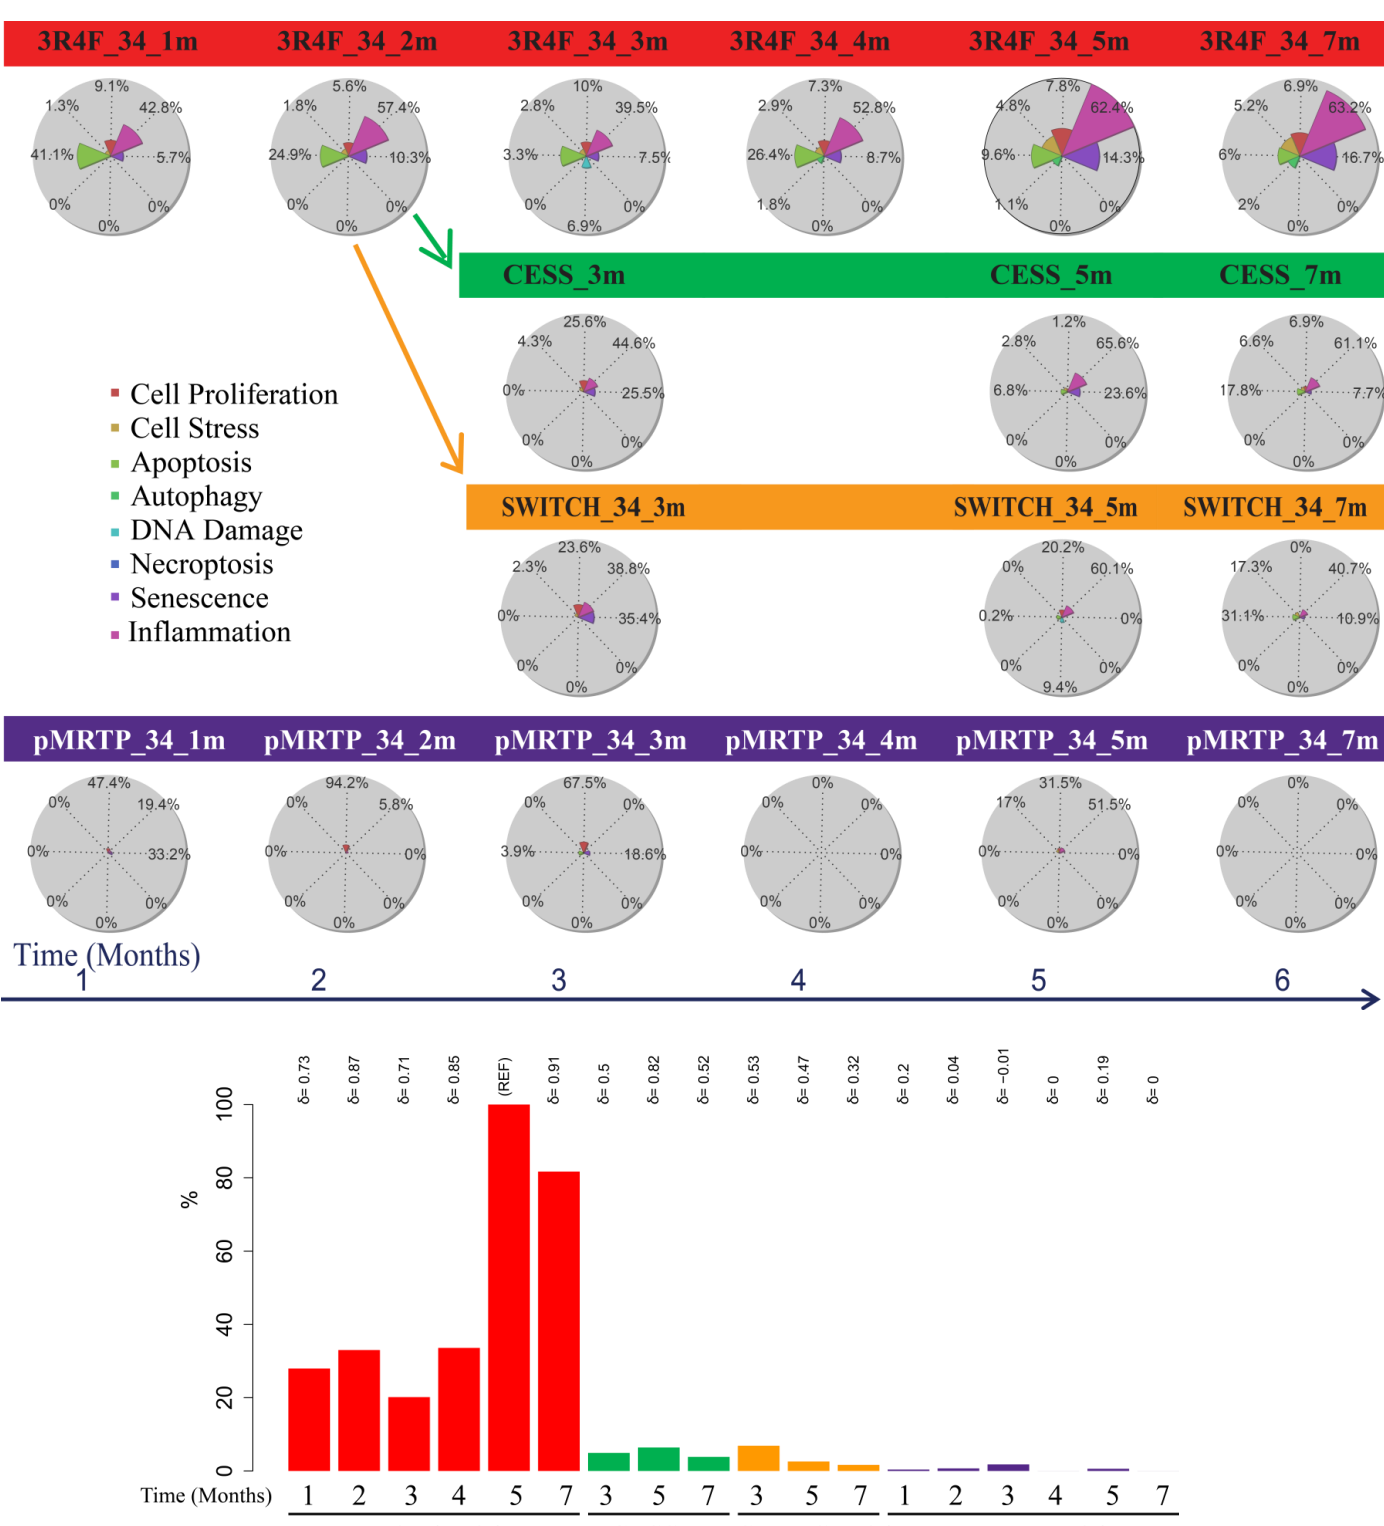 3R4F_34_1m 3R4F_34_2m 3R4F_34_3m 3R4F_34_4m 3R4F_34_5m 3R4F_34_7m
9.1% 5.6% 10% 7.3% 7.8% 6.9%
1.3% 42.8% 1.8% 57.4% 2.8% 39.5% 2.9% 52.8% 4.8% 62.4% 5.2% 63.2%
41.1% 5.7% 24.9% 10.3% 3.3% 7.5% 26.4% 8.7% 9.6% 14.3% 6% 16.7%
0% 0% 0% 0% 0% 0% 1.8% 0% 1.1% 0% 2% 0%
0% 0% 6.9% 0% 0% 0%
CESS_3m CESS_5m CESS_7m
25.6% 1.2% 6.9%
4.3% 44.6% 2.8% 65.6% 6.6% 61.1%
0% 25.5% 6.8% 23.6% 17.8% 7.7%
0% 0% 0% 0% 0% 0%
0% 0% 0%
Cell Proliferation
Cell Stress
Apoptosis
Autophagy
DNA Damage
Necroptosis
Senescence
Inflammation
SWITCH_34_3m SWITCH_34_5m SWITCH_34_7m
23.6% 20.2% 0%
2.3% 38.8% 0% 60.1% 17.3% 40.7%
0% 35.4% 0.2% 0% 31.1% 10.9%
0% 0% 0% 0% 0% 0%
0% 9.4% 0%
pMRTP_34_1m pMRTP_34_2m pMRTP_34_3m pMRTP_34_4m pMRTP_34_5m pMRTP_34_7m
47.4% 94.2% 67.5% 0% 31.5% 0%
0% 19.4% 0% 5.8% 0% 0% 0% 0% 17% 51.5% 0% 0%
0% 33.2% 0% 0% 3.9% 18.6% 0% 0% 0% 0% 0% 0%
0% 0% 0% 0% 0% 0% 0% 0% 0% 0% 0% 0%
0% 0% 0% 0% 0% 0%
Time (Months)
1 2 3 4 5 6
δ= 0.73 δ= 0.87 δ= 0.71 δ= 0.85 (REF) δ= 0.91 δ= 0.5 δ= 0.82 δ= 0.52 δ= 0.53 δ= 0.47 δ= 0.32 δ= 0.2 δ= 0.04 δ= −0.01 δ= 0 δ= 0.19 δ= 0
100
80
%
60
40
20
0
Time (Months) 1 2 3 4 5 7 3 5 7 3 5 7 1 2 3 4 5 7